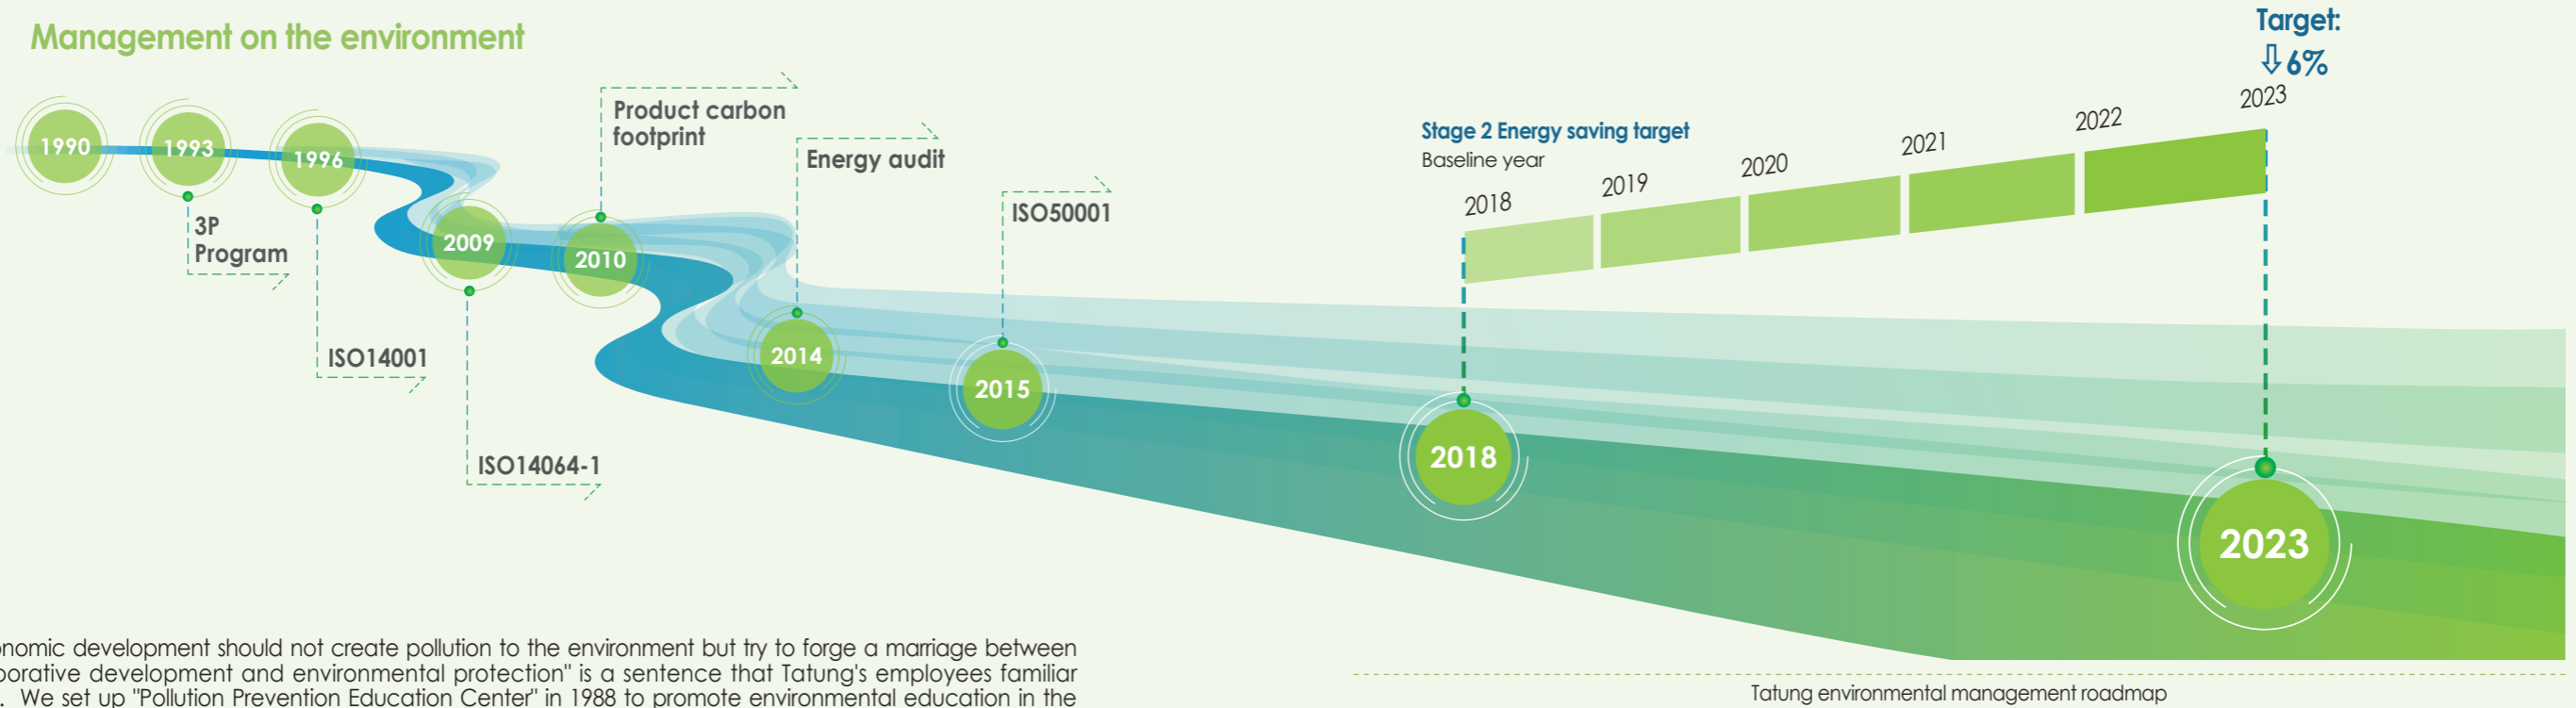 Management on the environment
1990
1993
1996
3P
Program
ISO14001
2009
ISO14064-1
2010
Product carbon
footprint
2014
Energy audit
2015
ISO50001
2018
Stage 2 Energy saving target
Baseline year
2018
2019
2020
2021
2022
2023
Target:
⇩6%
2023
development should not create pollution to the environment but try to forge a marriage between
development and environmental protection" is a sentence that Tatung's employees familiar
. We set up "Pollution Prevention Education Center" in 1988 to promote environmental education in the
Tatung environmental management roadmap